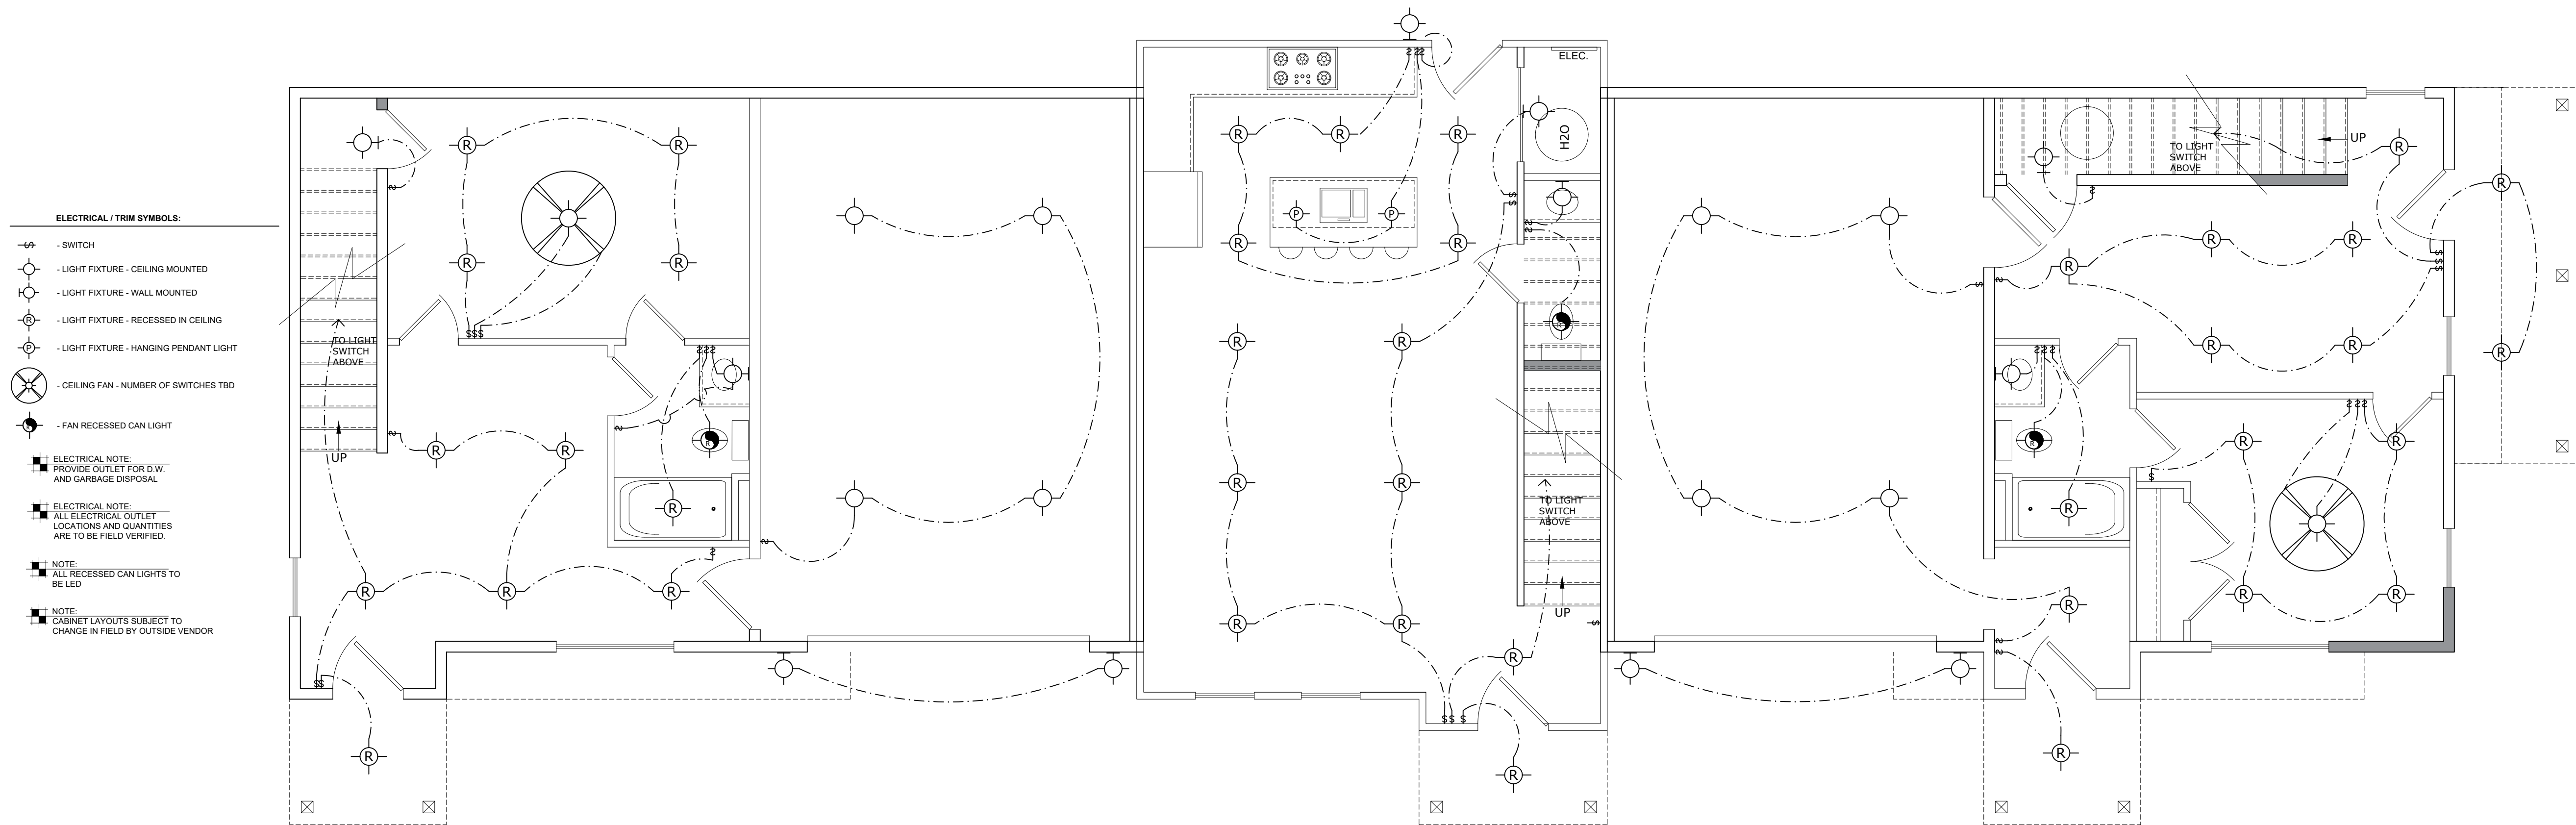 ELECTRICAL / TRIM SYMBOLS:
$ - SWITCH
- LIGHT FIXTURE - CEILING MOUNTED
- LIGHT FIXTURE - WALL MOUNTED
R - LIGHT FIXTURE - RECESSED IN CEILING
P - LIGHT FIXTURE - HANGING PENDANT LIGHT
- CEILING FAN - NUMBER OF SWITCHES TBD
R - FAN RECESSED CAN LIGHT
ELECTRICAL NOTE:
PROVIDE OUTLET FOR D.W.
AND GARBAGE DISPOSAL
ELECTRICAL NOTE:
ALL ELECTRICAL OUTLET
LOCATIONS AND QUANTITIES
ARE TO BE FIELD VERIFIED.
NOTE:
ALL RECESSED CAN LIGHTS TO
BE LED
NOTE:
CABINET LAYOUTS SUBJECT TO
CHANGE IN FIELD BY OUTSIDE VENDOR
R R
R R
$$$
TO LIGHT
SWITCH
ABOVE
UP
R R
R
R
R R R
$$
R
ELEC.
H2O
R R R
P P
R R
R
R R
R R
R R
TO LIGHT
SWITCH
ABOVE
UP
R
$$ $
R
TO LIGHT
SWITCH
ABOVE
UP
R
R
R R
R
R R
R
R
R R
$
R
R R
R
R